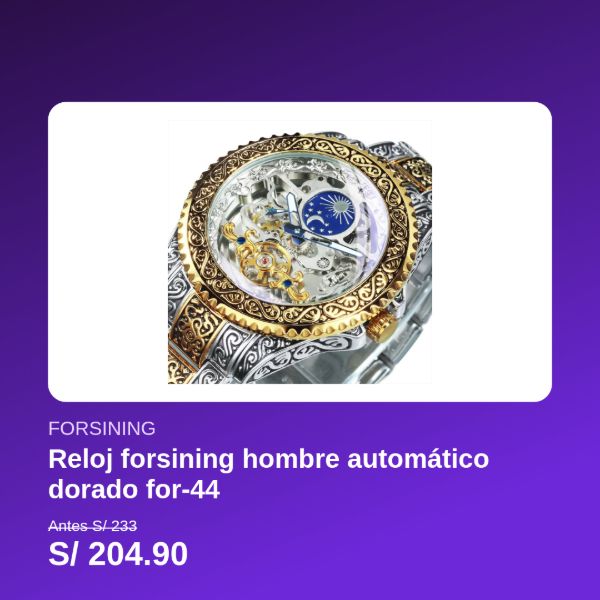 FORSINING
Reloj forsining hombre automático
dorado for-44
Antes S/ 233
S/ 204.90